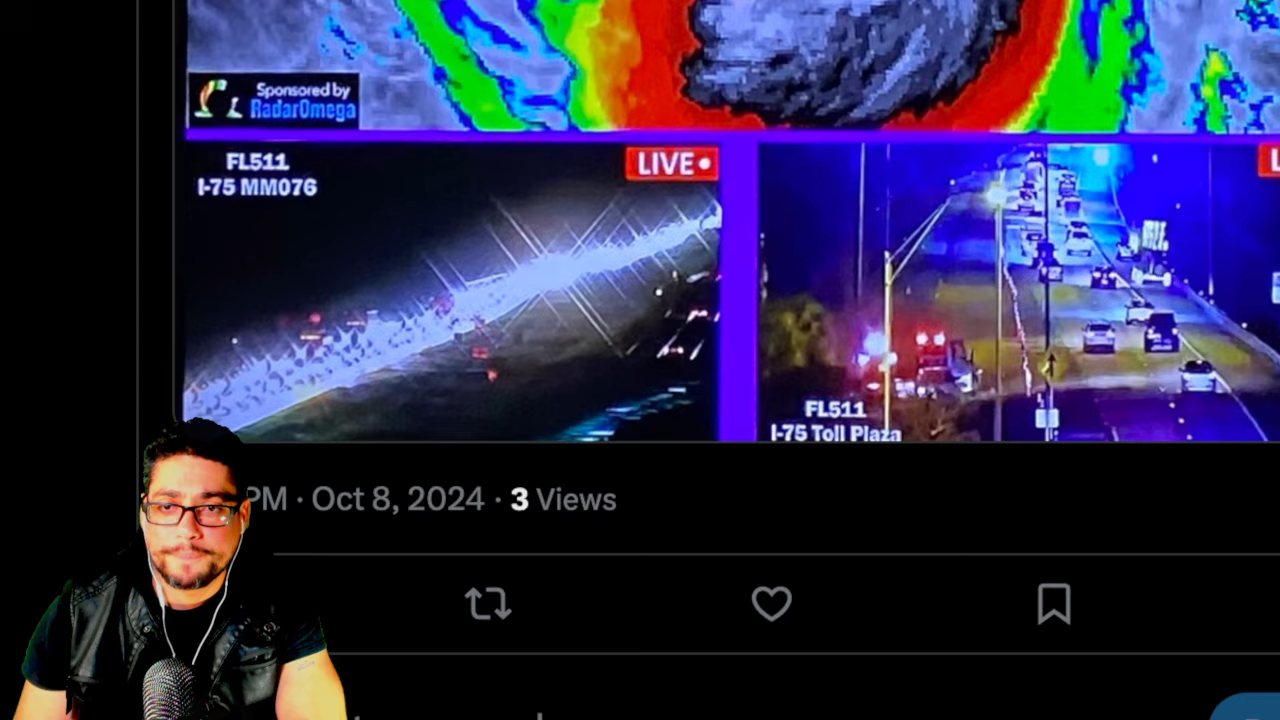 Sponsored by
RadarOmega
FL511
I-75 MM076
LIVE
FL511
I-75 Toll Plaza
PM · Oct 8, 2024 · 3 Views